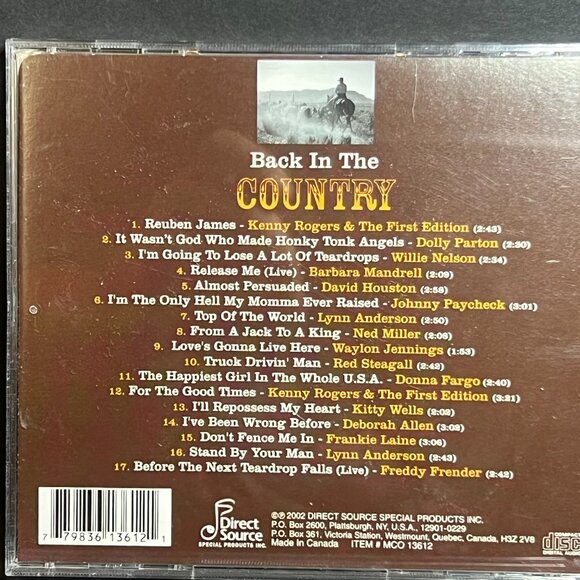 Back In The
COUNTRY
1. Reuben James - Kenny Rogers & The First Edition (2:43)
2. It Wasn't God Who Made Honky Tonk Angels - Dolly Parton (2:30)
3. I'm Going To Lose A Lot Of Teardrops - Willie Nelson (2:34)
4. Release Me (Live) - Barbara Mandrell (2:09)
5. Almost Persuaded - David Houston (2:58)
6. I'm The Only Hell My Momma Ever Raised - Johnny Paycheck (3:01)
7. Top Of The World - Lynn Anderson (2:50)
8. From A Jack To A King - Ned Miller (2:08)
9. Love's Gonna Live Here - Waylon Jennings (1:53)
10. Truck Drivin' Man - Red Steagall (2:42)
11. The Happiest Girl In The Whole U.S.A. - Donna Fargo (2:40)
12. For The Good Times - Kenny Rogers & The First Edition (3:21)
13. I'll Repossess My Heart - Kitty Wells (2:02)
14. I've Been Wrong Before - Deborah Allen (3:02)
15. Don't Fence Me In - Frankie Laine (3:06)
16. Stand By Your Man - Lynn Anderson (2:43)
17. Before The Next Teardrop Falls (Live) - Freddy Frender (2:42)
7 79836 13612 1
Direct
Source
SPECIAL PRODUCTS INC.
©℗ 2002 DIRECT SOURCE SPECIAL PRODUCTS INC.
P.O. Box 2600, Plattsburgh, NY, U.S.A., 12901-0229
P.O. Box 361, Victoria Station, Westmount, Quebec, Canada, H3Z 2V8
Made In Canada ITEM # MCO 13612
COMPACT
disc
DIGITAL AUDIO